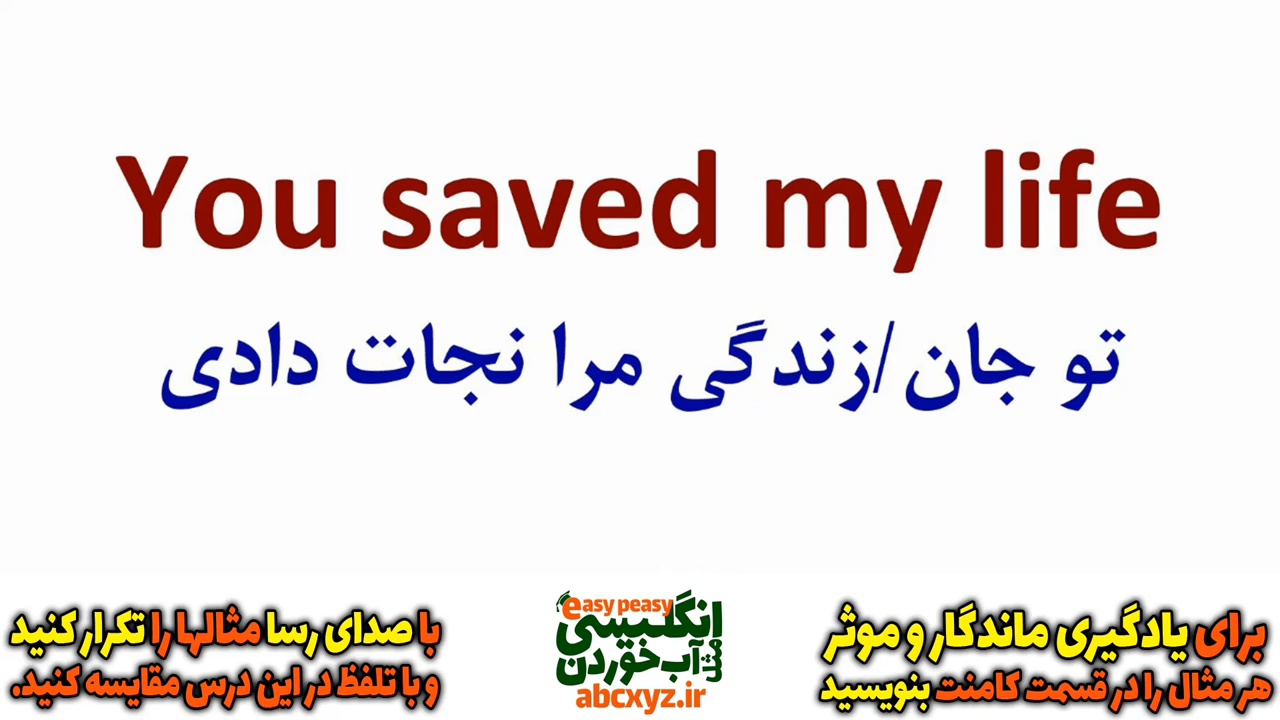 You saved my life
تو جان/زندگی مرا نجات دادی
برای یادگیری ماندگار و موثر
هر مثال را در قسمت کامنت بنویسید
easy peasy
انگلیسی
مثل آب خوردن
abcxyz.ir
با صدای رسا مثالها را تکرار کنید
و با تلفظ در این درس مقایسه کنید.